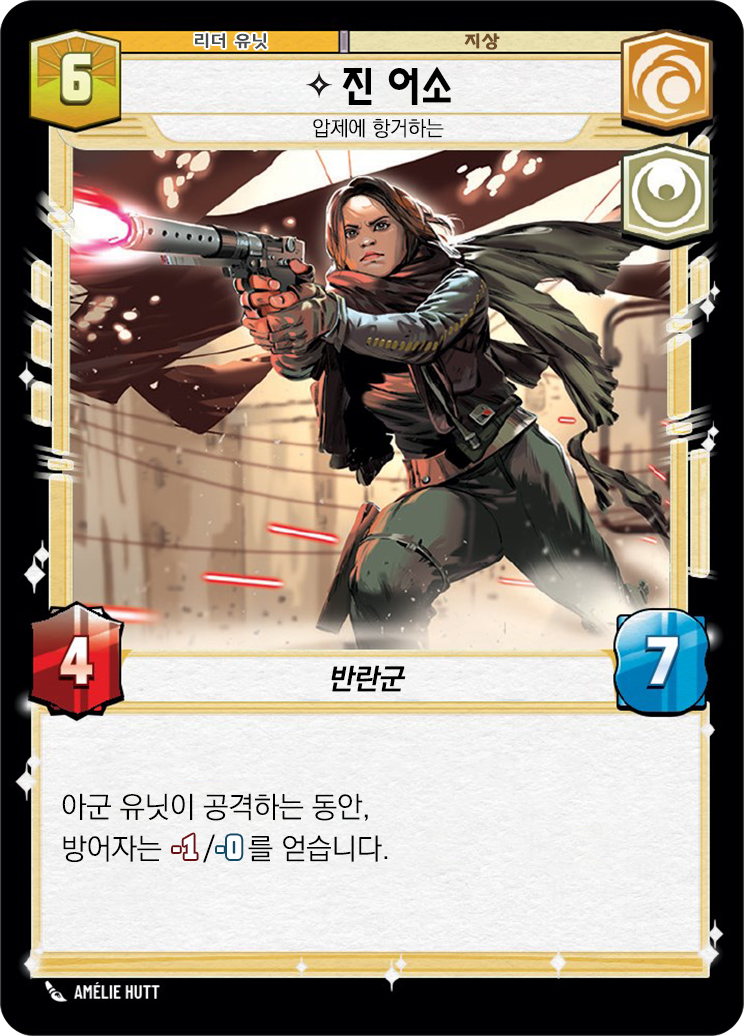 리더 유닛
지상
6
진 어소
압제에 항거하는
4
반란군
7
아군 유닛이 공격하는 동안,
방어자는 -1/-0를 얻습니다.
AMÉLIE HUTT